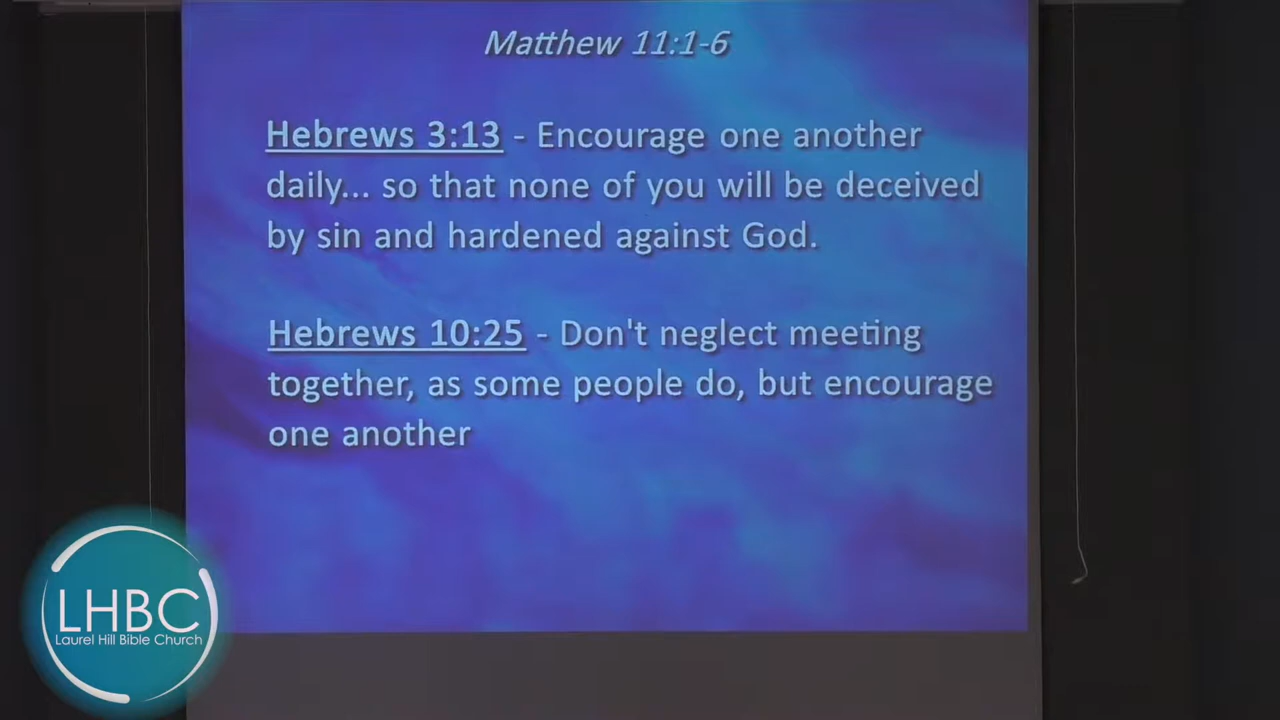 Matthew 11:1-6
Hebrews 3:13 - Encourage one another
daily... so that none of you will be deceived
by sin and hardened against God.
Hebrews 10:25 - Don't neglect meeting
together, as some people do, but encourage
one another
LHBC
Laurel Hill Bible Church